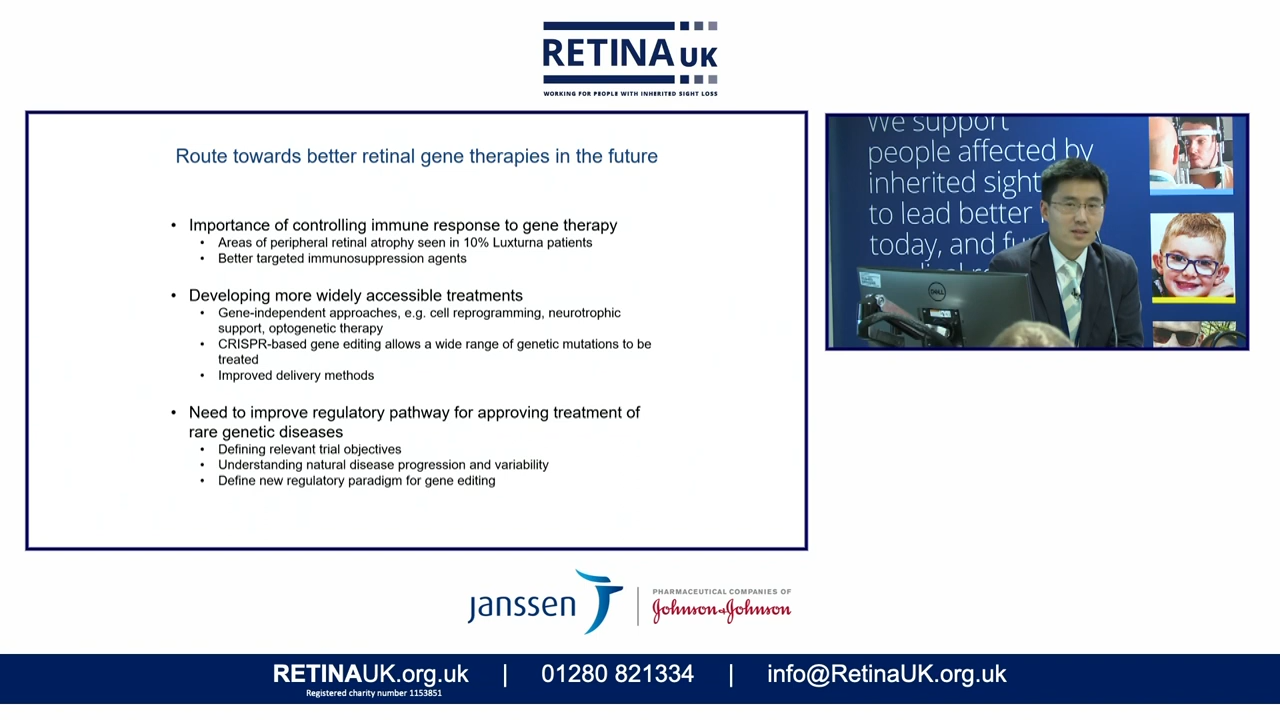 RETINA UK
WORKING FOR PEOPLE WITH INHERITED SIGHT LOSS
Route towards better retinal gene therapies in the future
• Importance of controlling immune response to gene therapy
• Areas of peripheral retinal atrophy seen in 10% Luxturna patients
• Better targeted immunosuppression agents
• Developing more widely accessible treatments
• Gene-independent approaches, e.g. cell reprogramming, neurotrophic
support, optogenetic therapy
• CRISPR-based gene editing allows a wide range of genetic mutations to be
treated
• Improved delivery methods
• Need to improve regulatory pathway for approving treatment of
rare genetic diseases
• Defining relevant trial objectives
• Understanding natural disease progression and variability
• Define new regulatory paradigm for gene editing
We support
people affected by
inherited sight
to lead better
today, and fu
DELL
janssen
PHARMACEUTICAL COMPANIES OF
Johnson & Johnson
RETINAUK.org.uk | 01280 821334 | info@RetinaUK.org.uk
Registered charity number 1153851